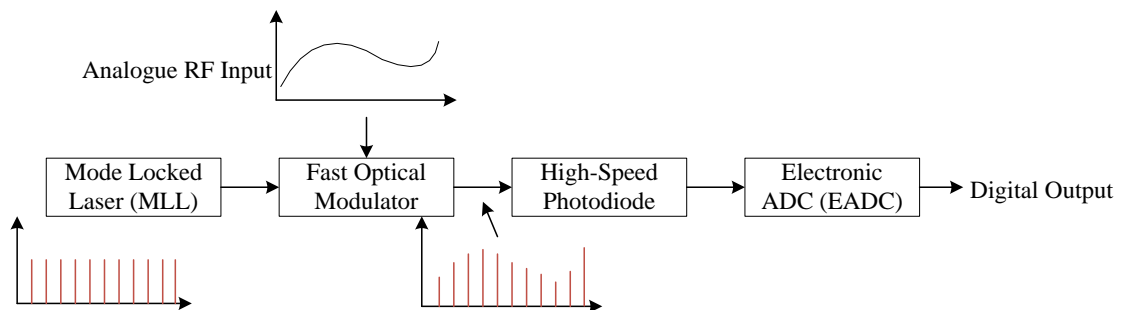 Analogue RF Input
Mode Locked
Laser (MLL)
Fast Optical
Modulator
High-Speed
Photodiode
Electronic
ADC (EADC)
Digital Output